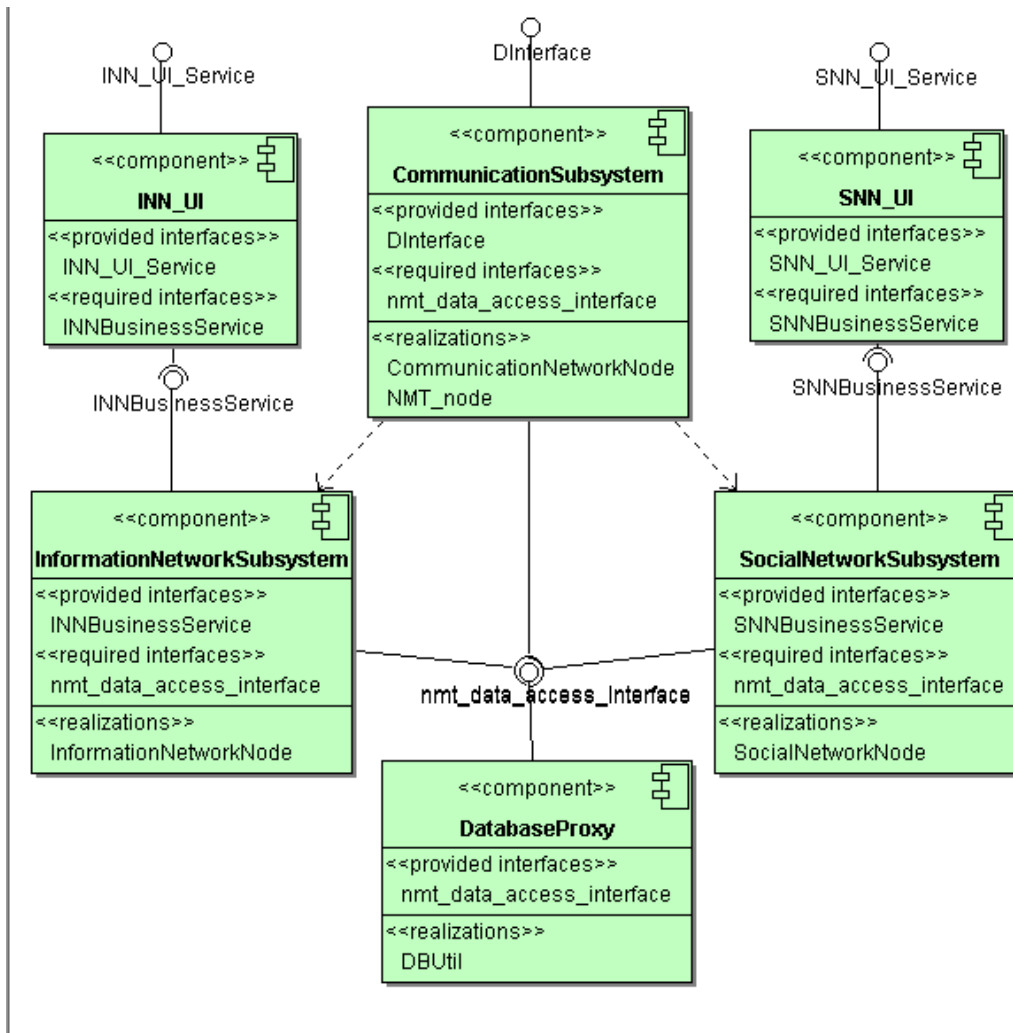 INN_UI_Service
DInterface
SNN_UI_Service
<<component>>
INN_UI
<<provided interfaces>>
INN_UI_Service
<<required interfaces>>
INNBusinessService
<<component>>
CommunicationSubsystem
<<provided interfaces>>
DInterface
<<required interfaces>>
nmt_data_access_interface
<<realizations>>
CommunicationNetworkNode
NMT_node
<<component>>
SNN_UI
<<provided interfaces>>
SNN_UI_Service
<<required interfaces>>
SNNBusinessService
INNBusinessService
SNNBusinessService
<<component>>
InformationNetworkSubsystem
<<provided interfaces>>
INNBusinessService
<<required interfaces>>
nmt_data_access_interface
<<realizations>>
InformationNetworkNode
<<component>>
SocialNetworkSubsystem
<<provided interfaces>>
SNNBusinessService
<<required interfaces>>
nmt_data_access_interface
<<realizations>>
SocialNetworkNode
nmt_data_access_interface
<<component>>
DatabaseProxy
<<provided interfaces>>
nmt_data_access_interface
<<realizations>>
DBUtil